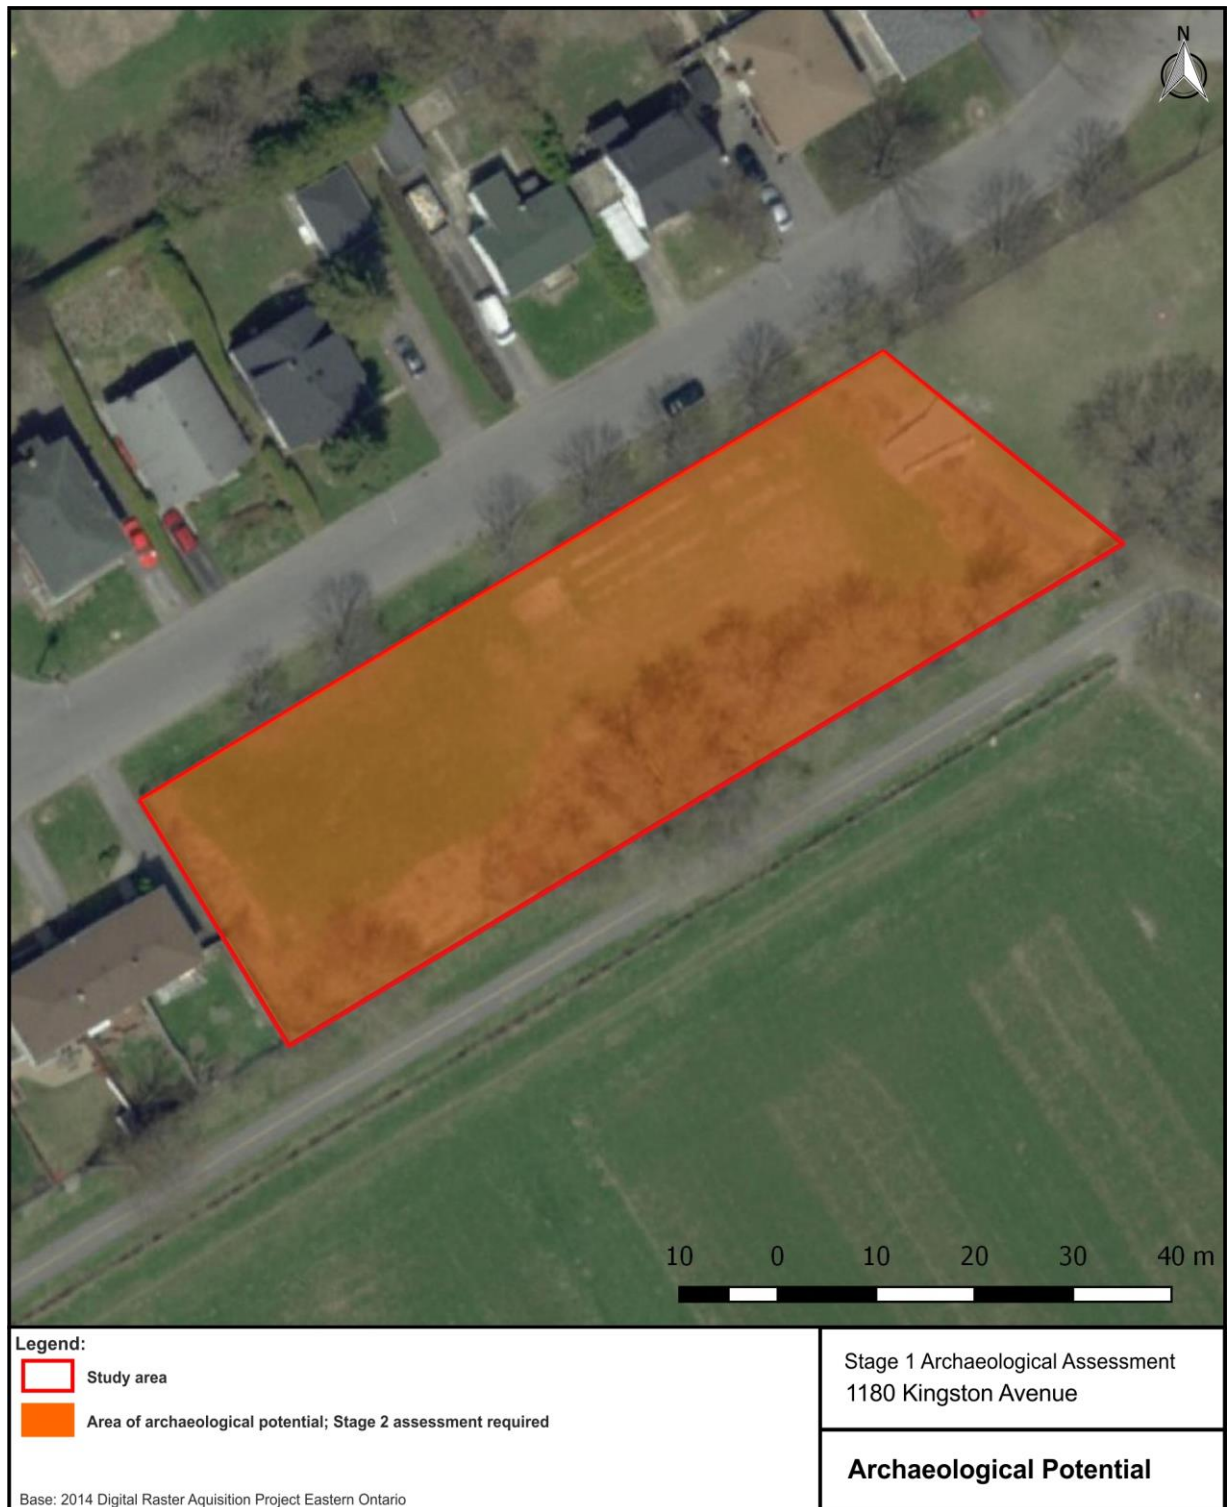 N
10 0 10 20 30 40 m
Legend:
Study area
Area of archaeological potential; Stage 2 assessment required
Base: 2014 Digital Raster Aquisition Project Eastern Ontario
Stage 1 Archaeological Assessment
1180 Kingston Avenue
Archaeological Potential